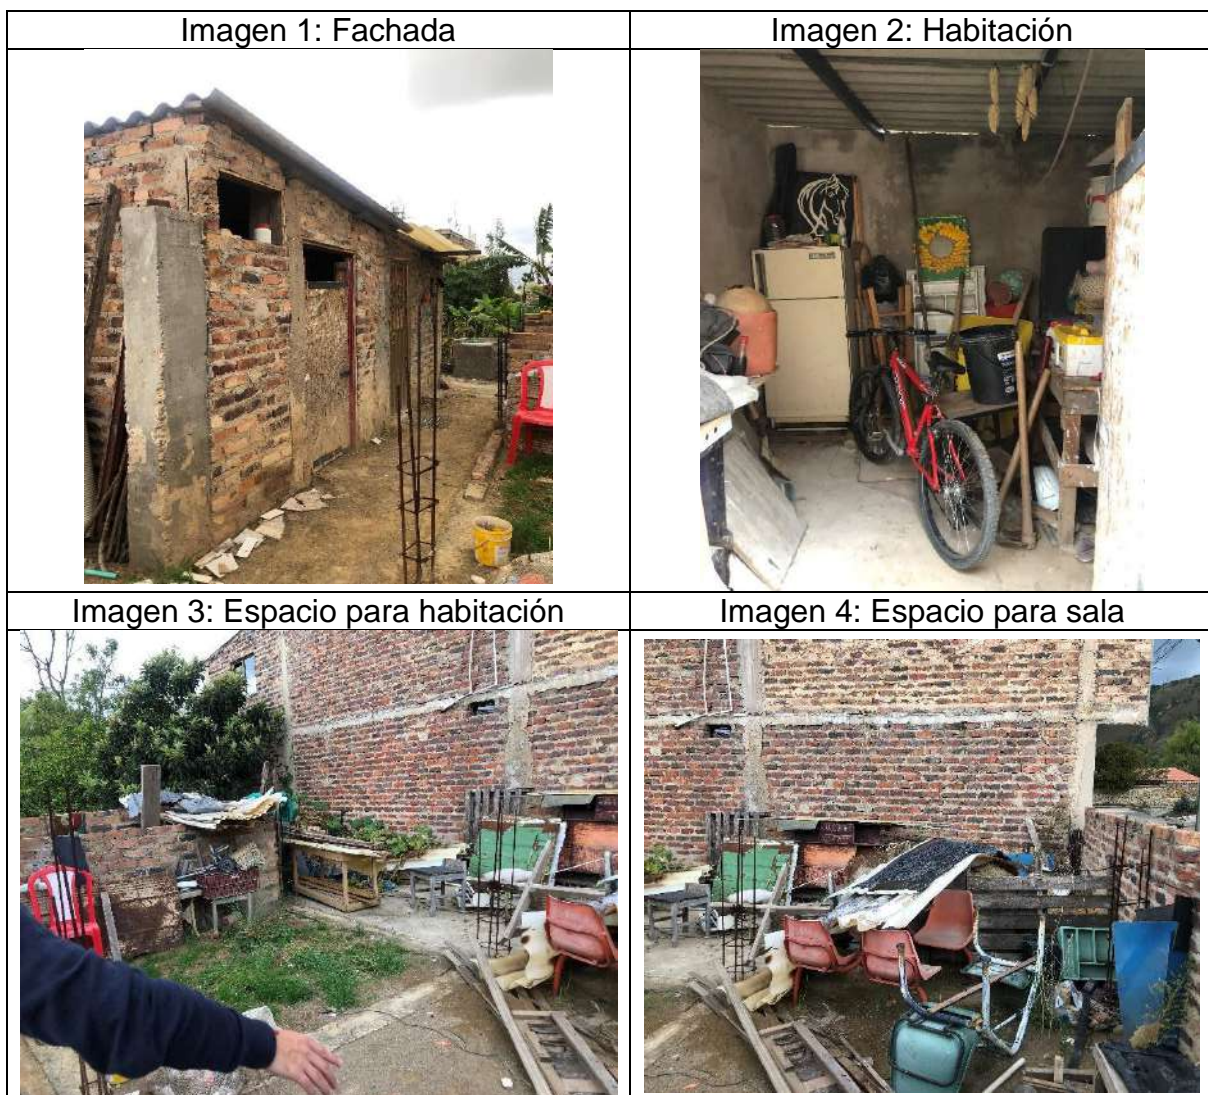 Imagen 1: Fachada
Imagen 2: Habitación
Imagen 3: Espacio para habitación
Imagen 4: Espacio para sala